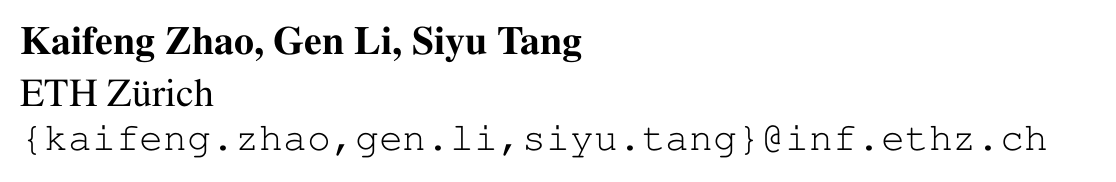 Kaifeng Zhao, Gen Li, Siyu Tang
ETH Zürich
{kaifeng.zhao,gen.li,siyu.tang}@inf.ethz.ch